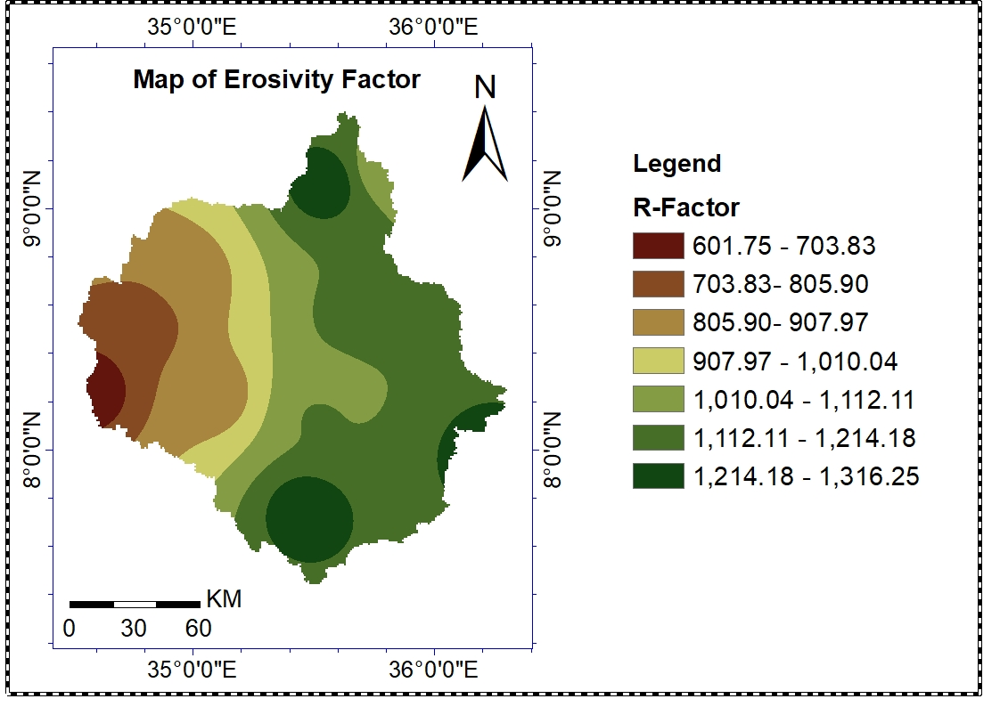 35°0'0"E 36°0'0"E
Map of Erosivity Factor
N
9°0'0"N 9°0'0"N
8°0'0"N 8°0'0"N
KM
0 30 60
35°0'0"E 36°0'0"E
Legend
R-Factor
601.75 - 703.83
703.83- 805.90
805.90- 907.97
907.97 - 1,010.04
1,010.04 - 1,112.11
1,112.11 - 1,214.18
1,214.18 - 1,316.25